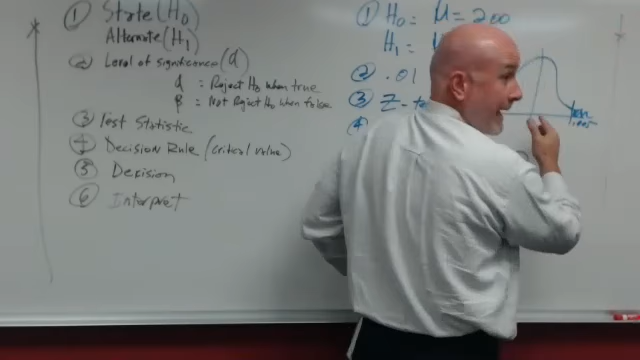 ① State (H₀)
Alternate (H₁)
② Level of significance (α)
α = Reject H₀ when true
β = Not Reject H₀ when false
③ Test Statistic
④ Decision Rule (critical value)
⑤ Decision
⑥ Interpret
① H₀ = μ = 200
H₁ =
② .01
③ Z-
④
.005